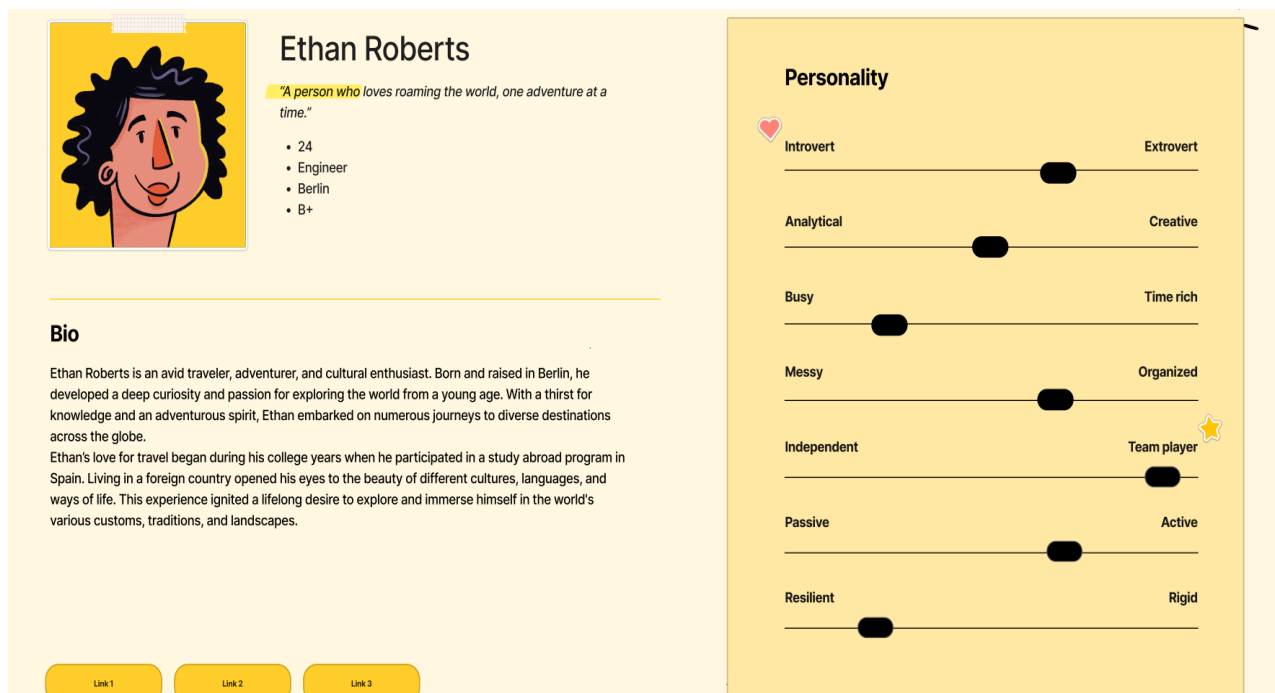 Ethan Roberts
“A person who loves roaming the world, one adventure at a
time.”
• 24
• Engineer
• Berlin
• B+
Bio
Ethan Roberts is an avid traveler, adventurer, and cultural enthusiast. Born and raised in Berlin, he
developed a deep curiosity and passion for exploring the world from a young age. With a thirst for
knowledge and an adventurous spirit, Ethan embarked on numerous journeys to diverse destinations
across the globe.
Ethan’s love for travel began during his college years when he participated in a study abroad program in
Spain. Living in a foreign country opened his eyes to the beauty of different cultures, languages, and
ways of life. This experience ignited a lifelong desire to explore and immerse himself in the world's
various customs, traditions, and landscapes.
Link 1 Link 2 Link 3
Personality
Introvert Extrovert
Analytical Creative
Busy Time rich
Messy Organized
Independent Team player
Passive Active
Resilient Rigid